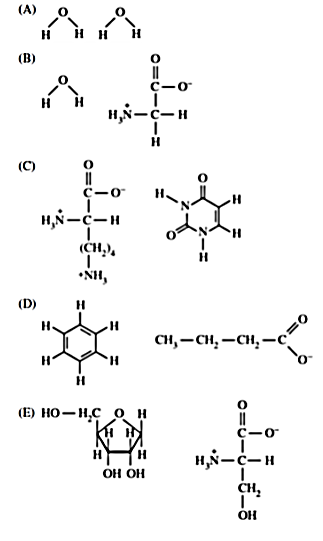 (A)
O O
H H H H
(B)
O
C—O⁻
O
H H
H₃N⁺—C—H
H
(C)
O
C—O⁻
H₃N⁺—C—H
(CH₂)₄
⁺NH₃
O
H N H
O N H
H
(D)
H
H H
H H
H
CH₃—CH₂—CH₂—C
O
O⁻
(E)
HO—H₂C O H
H H H H
OH OH
O
C—O⁻
H₃N⁺—C—H
CH₂
OH